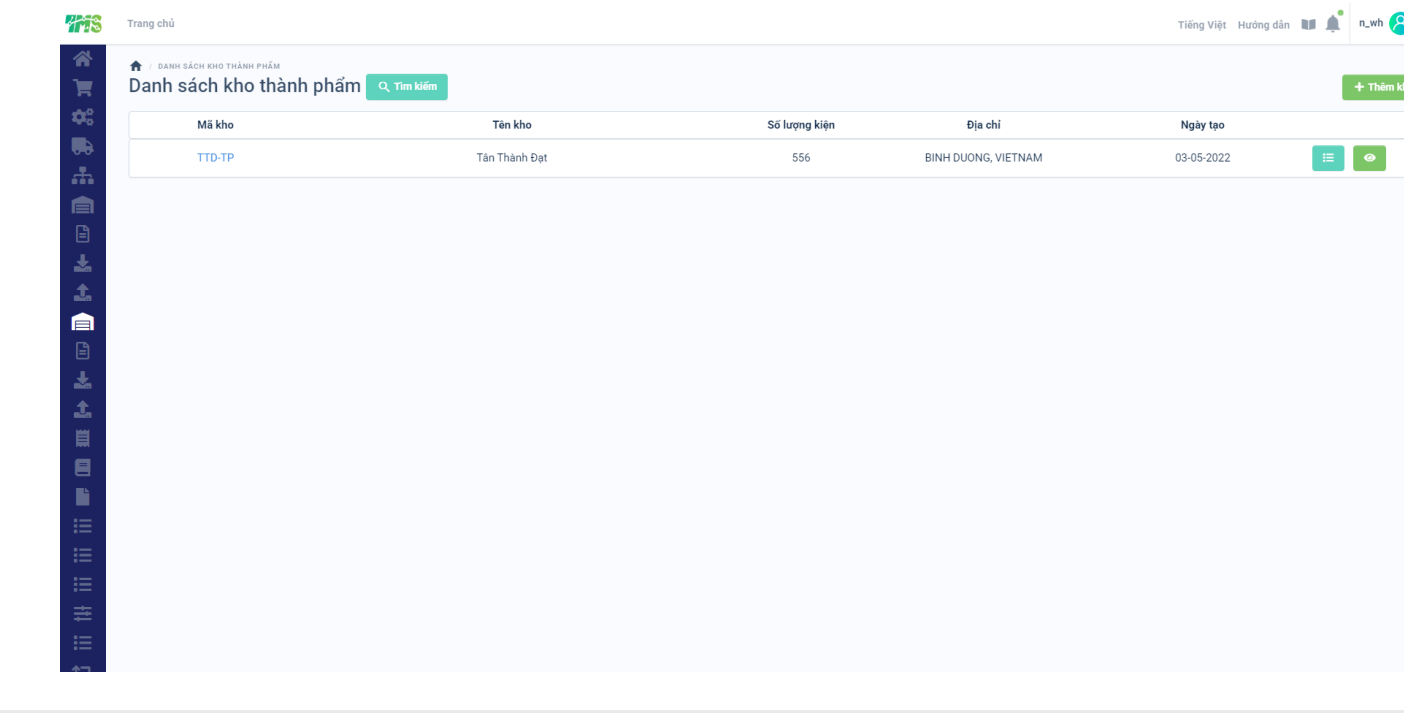 TMS
Trang chủ
Tiếng Việt Hướng dẫn
n_wh
/ DANH SÁCH KHO THÀNH PHẨM
Danh sách kho thành phẩm
Tìm kiếm
+ Thêm k
Mã kho Tên kho Số lượng kiện Địa chỉ Ngày tạo
TTD-TP Tân Thành Đạt 556 BINH DUONG, VIETNAM 03-05-2022